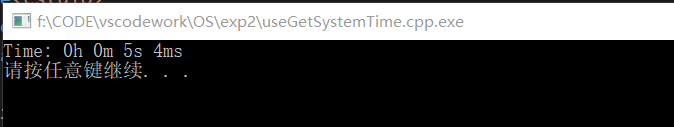 f:\CODE\vscodework\OS\exp2\useGetSystemTime.cpp.exe
Time: 0h 0m 5s 4ms
请按任意键继续. . .